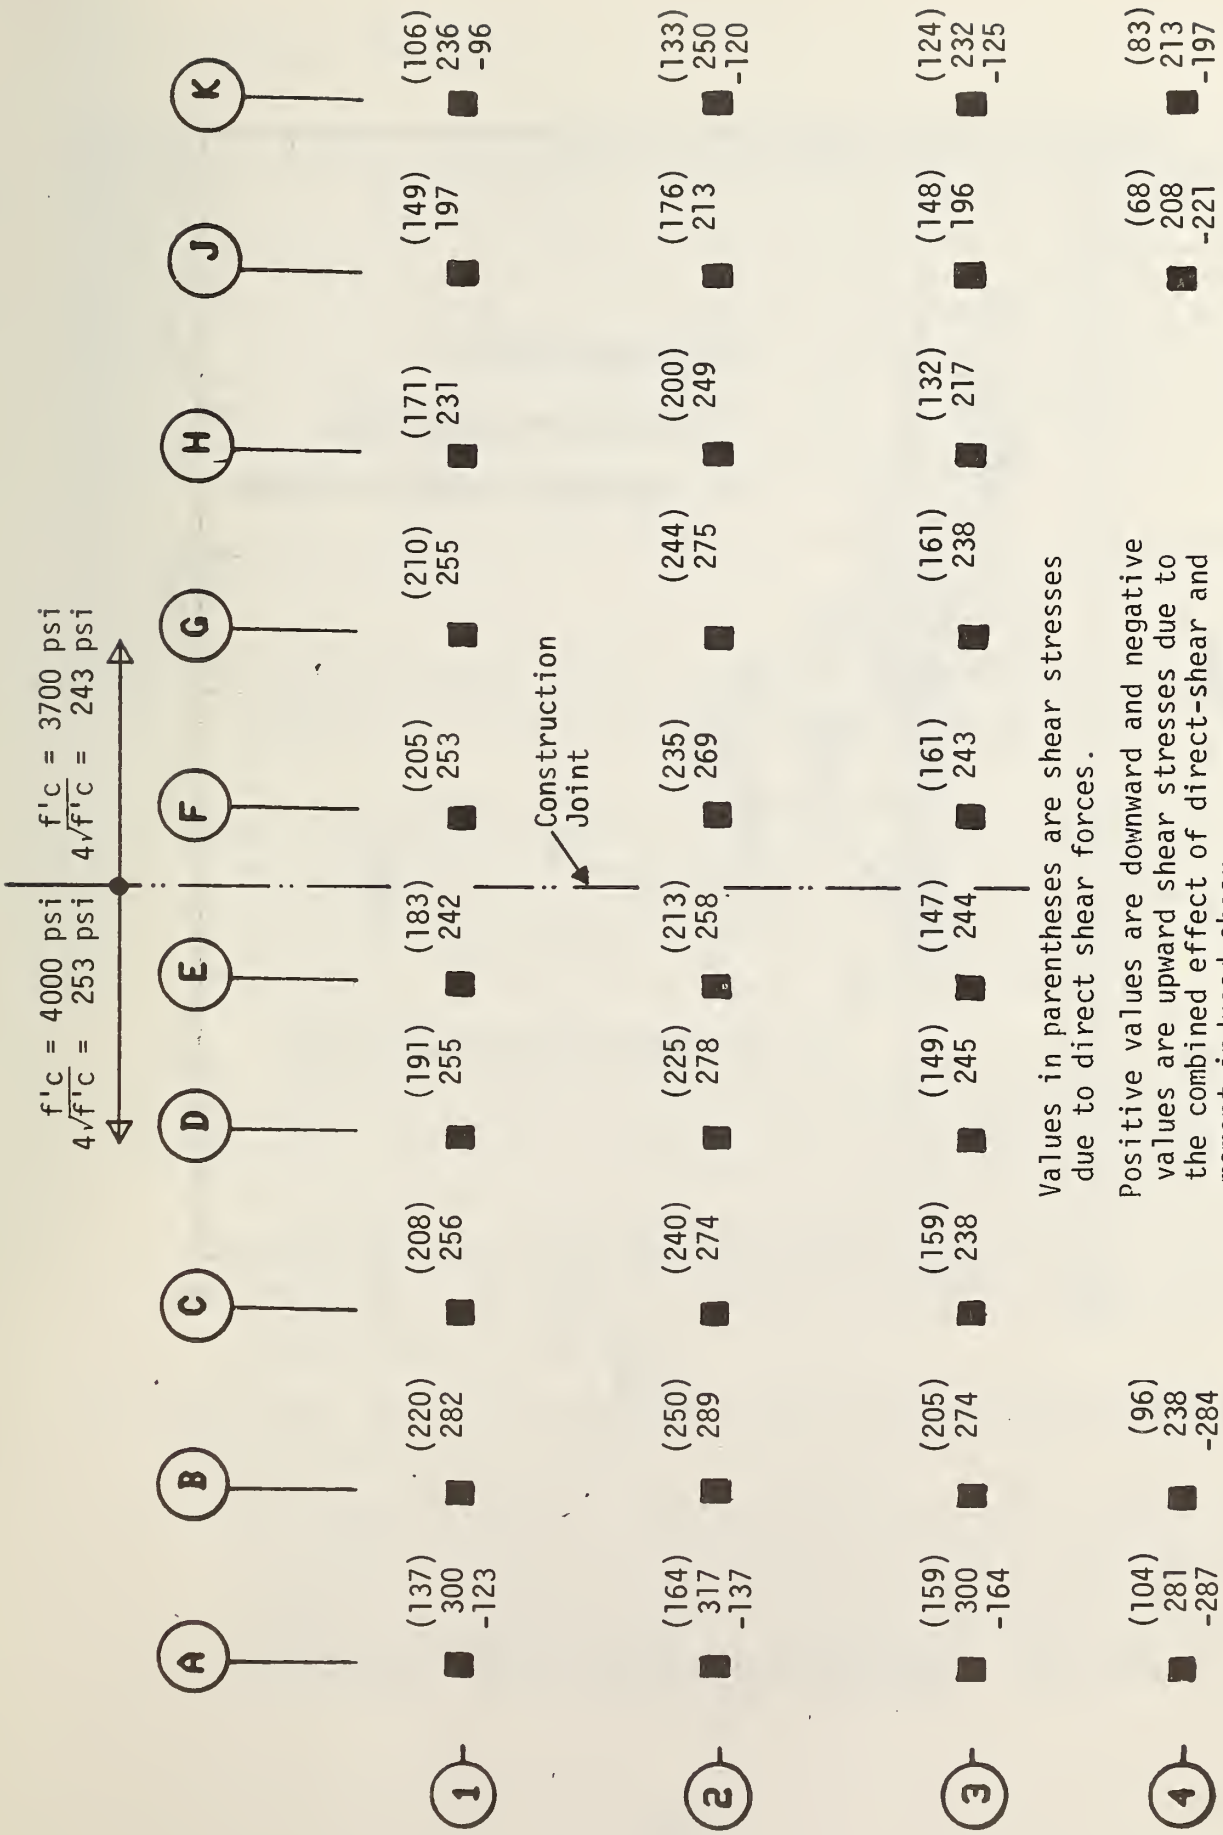 f'c = 4000 psi
4√f'c = 253 psi
f'c = 3700 psi
4√f'c = 243 psi
A B C D E F G H J K
1
(137) (220) (208) (191) (183) (205) (210) (171) (149) (106)
300 282 256 255 242 253 255 231 197 236
-123 -96
Construction
Joint
2
(164) (250) (240) (225) (213) (235) (244) (200) (176) (133)
317 289 274 278 258 269 275 249 213 250
-137 -120
3
(159) (205) (159) (149) (147) (161) (161) (132) (148) (124)
300 274 238 245 244 243 238 217 196 232
-164 -125
Values in parentheses are shear stresses
due to direct shear forces.
Positive values are downward and negative
values are upward shear stresses due to
the combined effect of direct-shear and
4
(104) (96) (68) (83)
281 238 208 213
-287 -284 -221 -197